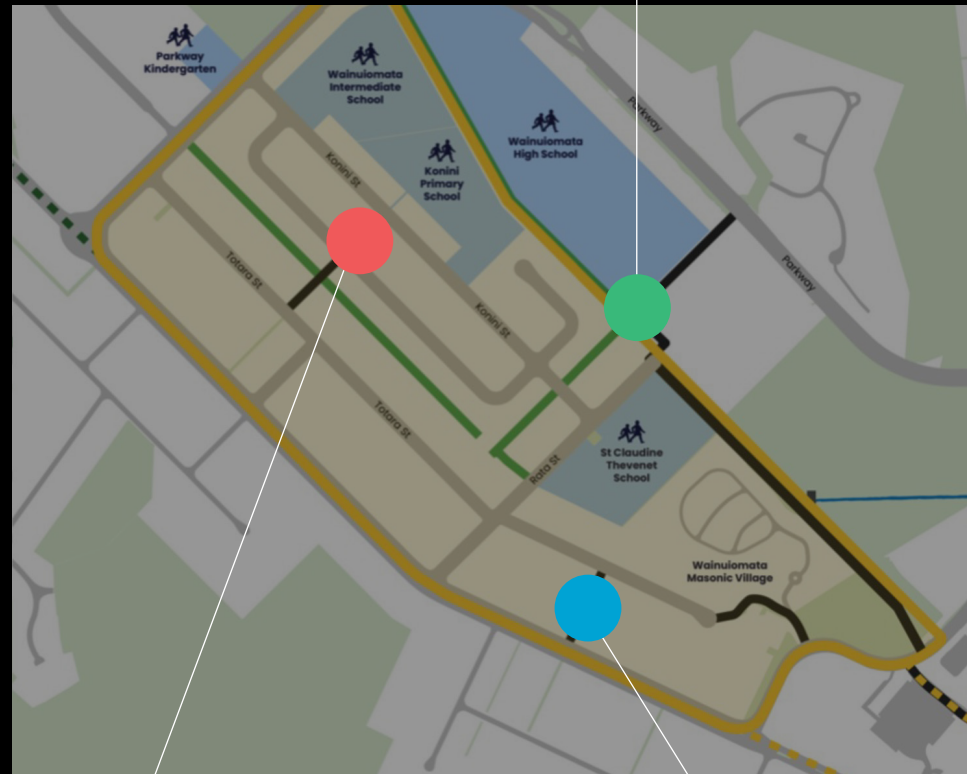 Parkway
Kindergarten
Wainuiomata
Intermediate
School
Parkway
Wainuiomata
High School
Konini St
Konini
Primary
School
Totara St
Parkway
Konini St
Totara St
St Claudine
Thevenet
School
Rata St
Wainuiomata
Masonic Village